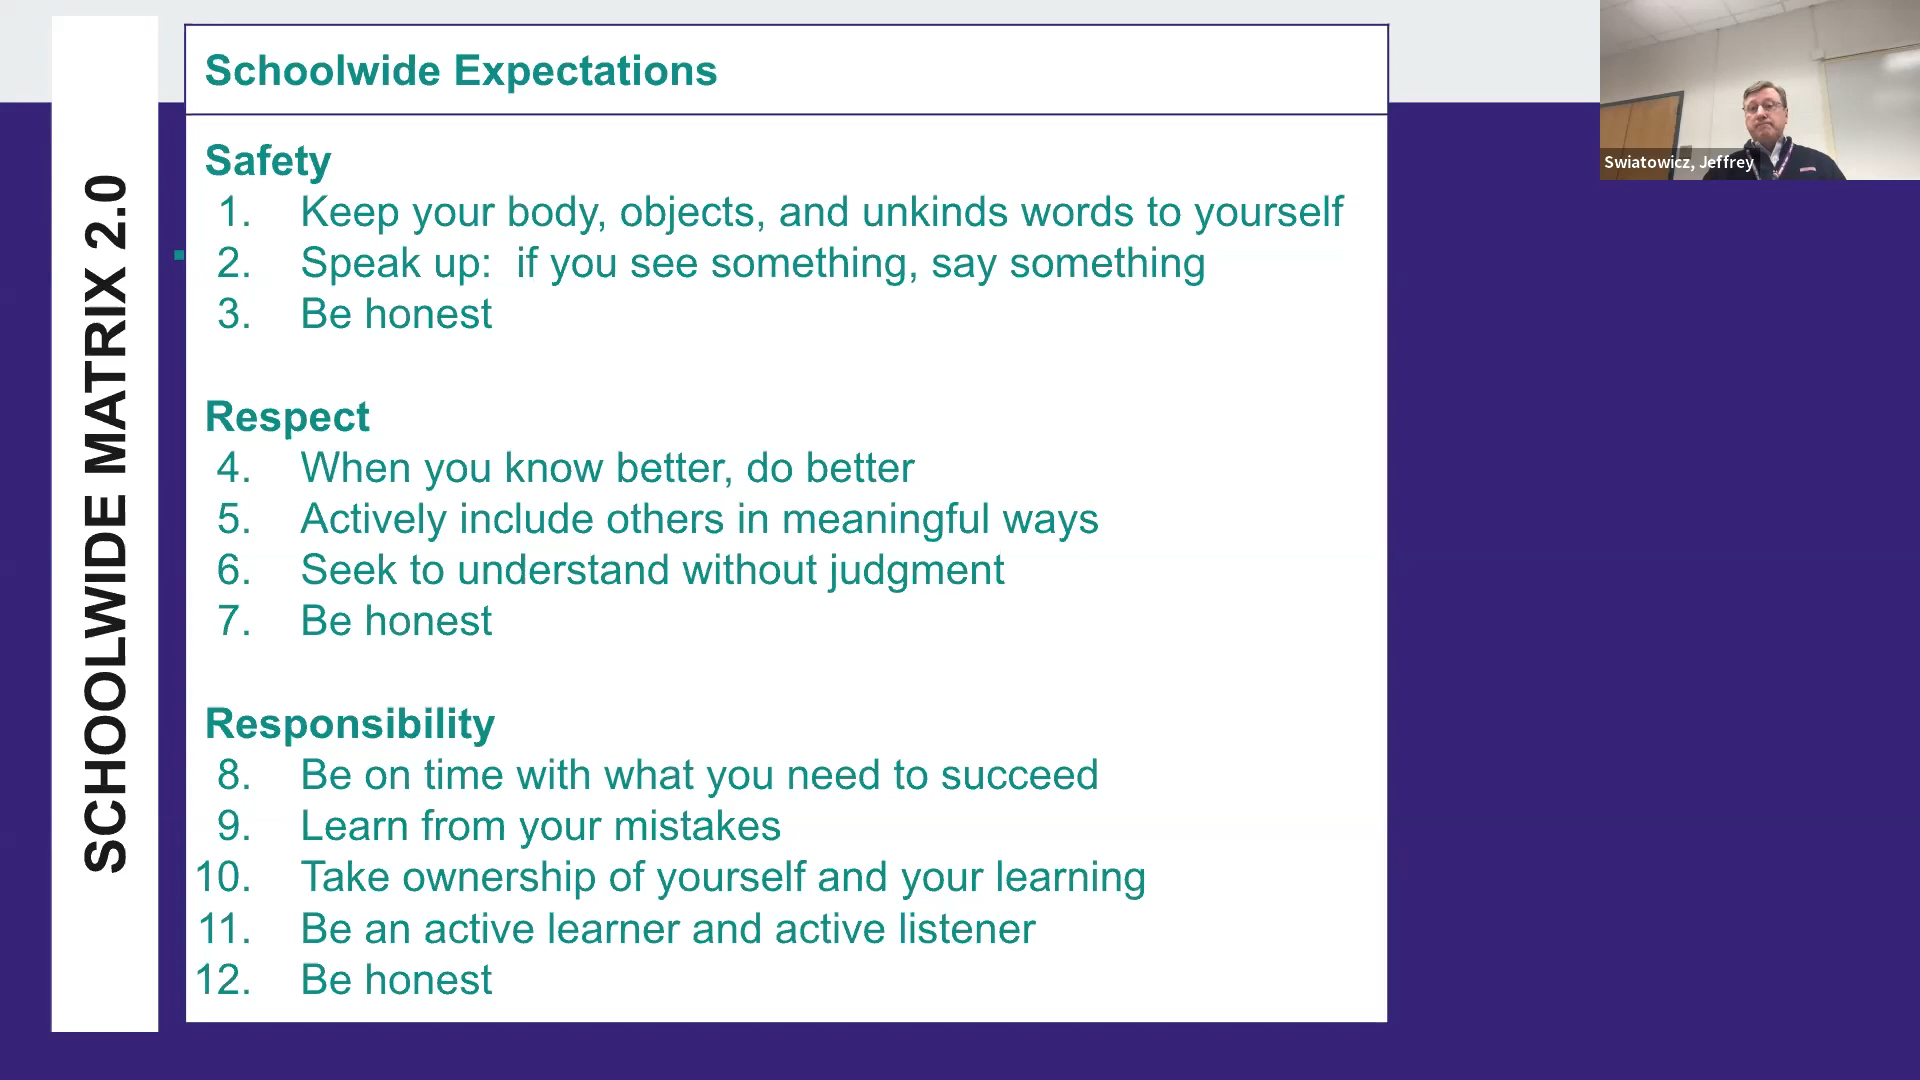 SCHOOLWIDE MATRIX 2.0
Schoolwide Expectations
Safety
1. Keep your body, objects, and unkinds words to yourself
2. Speak up:  if you see something, say something
3. Be honest
Respect
4. When you know better, do better
5. Actively include others in meaningful ways
6. Seek to understand without judgment
7. Be honest
Responsibility
8. Be on time with what you need to succeed
9. Learn from your mistakes
10. Take ownership of yourself and your learning
11. Be an active learner and active listener
12. Be honest
Swiatowicz, Jeffrey